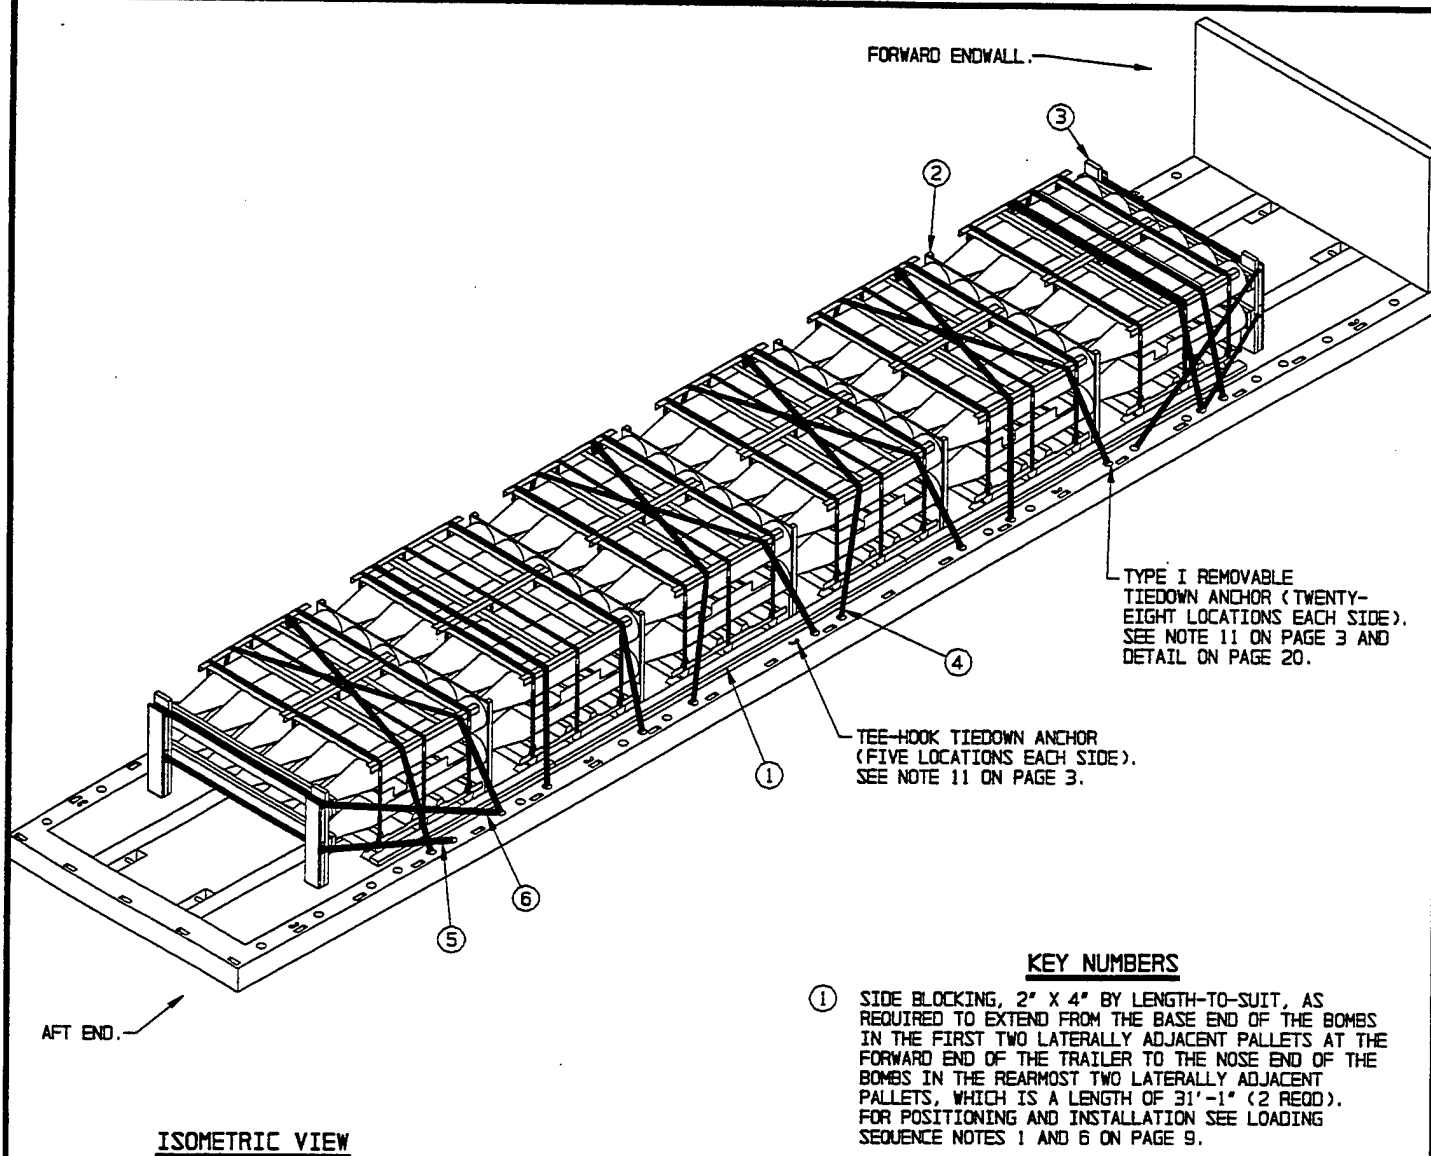 FORWARD ENDWALL.
3
2
TYPE I REMOVABLE
TIEDOWN ANCHOR (TWENTY-
EIGHT LOCATIONS EACH SIDE).
SEE NOTE 11 ON PAGE 3 AND
DETAIL ON PAGE 20.
4
TEE-HOOK TIEDOWN ANCHOR
(FIVE LOCATIONS EACH SIDE).
SEE NOTE 11 ON PAGE 3.
1
6
5
AFT END.
KEY NUMBERS
1 SIDE BLOCKING, 2" X 4" BY LENGTH-TO-SUIT, AS
REQUIRED TO EXTEND FROM THE BASE END OF THE BOMBS
IN THE FIRST TWO LATERALLY ADJACENT PALLETS AT THE
FORWARD END OF THE TRAILER TO THE NOSE END OF THE
BOMBS IN THE REARMOST TWO LATERALLY ADJACENT
PALLETS, WHICH IS A LENGTH OF 31'-1" (2 REQD).
FOR POSITIONING AND INSTALLATION SEE LOADING
SEQUENCE NOTES 1 AND 6 ON PAGE 9.
ISOMETRIC VIEW